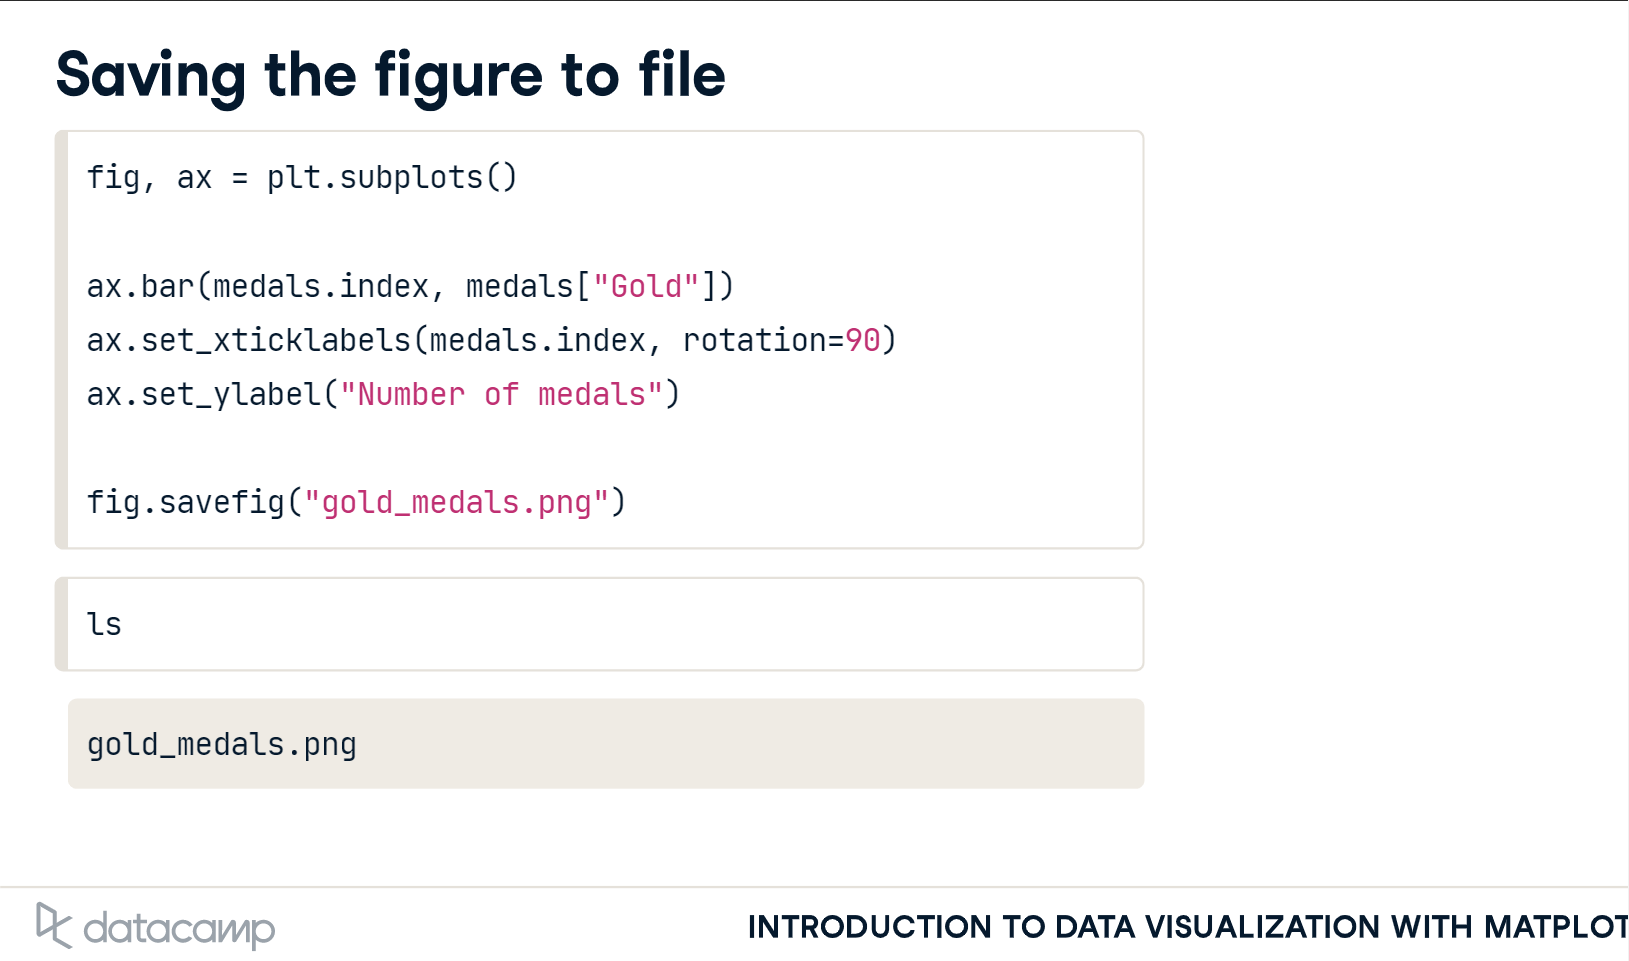 Saving the figure to file
fig, ax = plt.subplots()
ax.bar(medals.index, medals["Gold"])
ax.set_xticklabels(medals.index, rotation=90)
ax.set_ylabel("Number of medals")
fig.savefig("gold_medals.png")
ls
gold_medals.png
datacamp
INTRODUCTION TO DATA VISUALIZATION WITH MATPLOT